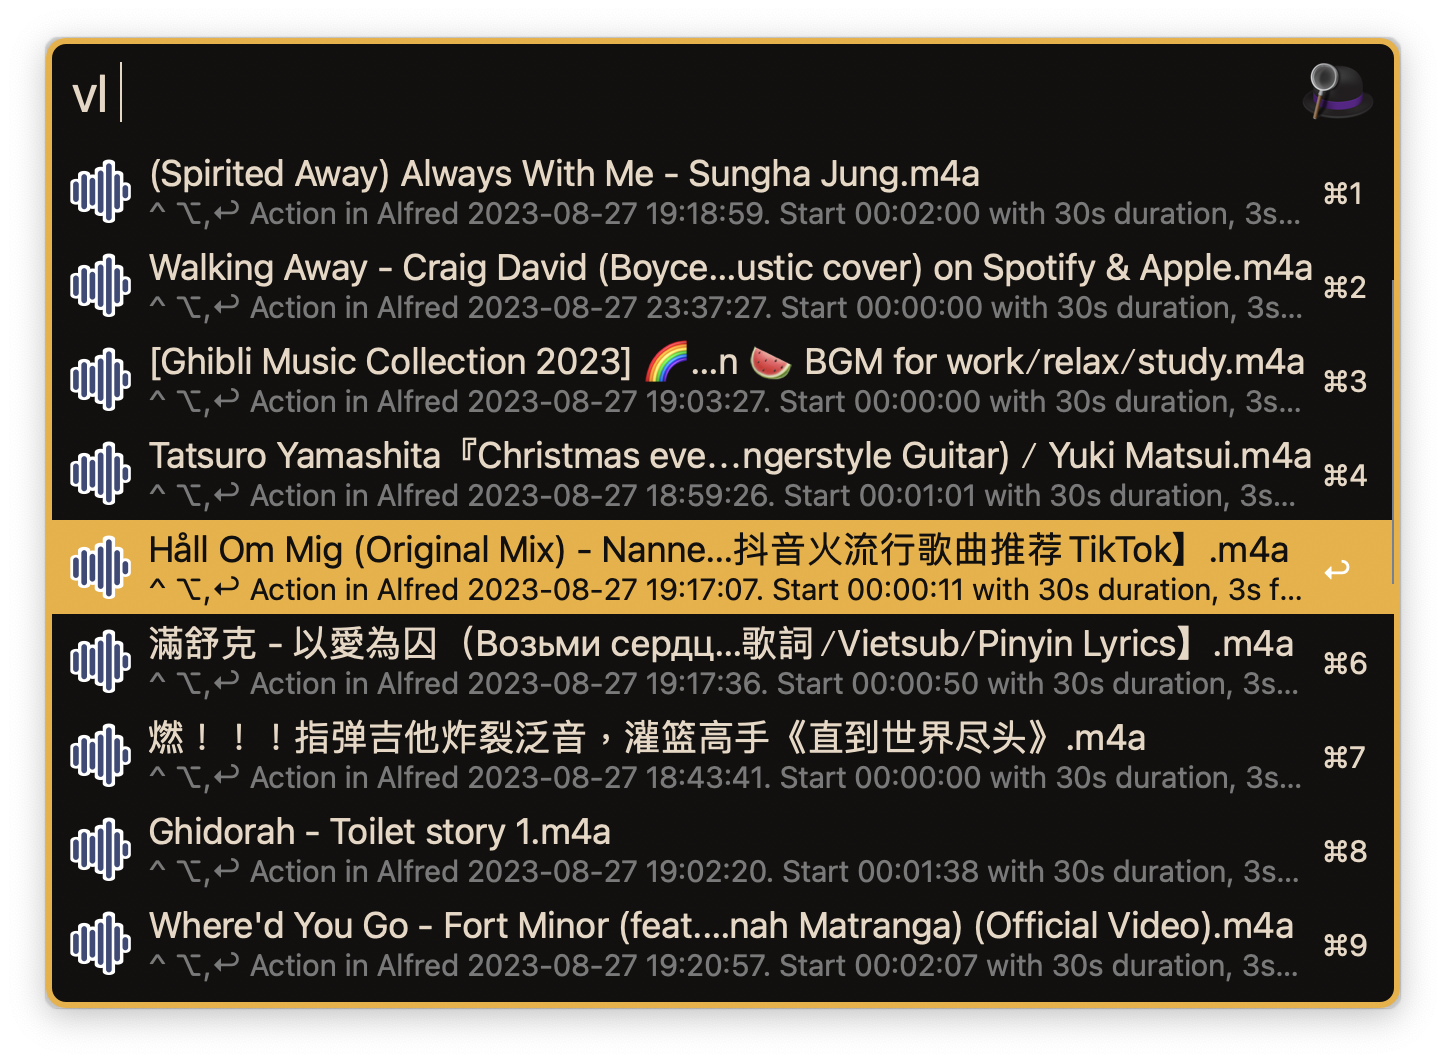 vl
(Spirited Away) Always With Me - Sungha Jung.m4a
^ ⌥,↩ Action in Alfred 2023-08-27 19:18:59. Start 00:02:00 with 30s duration, 3s...
⌘1
Walking Away - Craig David (Boyce...ustic cover) on Spotify & Apple.m4a
^ ⌥,↩ Action in Alfred 2023-08-27 23:37:27. Start 00:00:00 with 30s duration, 3s...
⌘2
[Ghibli Music Collection 2023] 🌈...n 🍉 BGM for work/relax/study.m4a
^ ⌥,↩ Action in Alfred 2023-08-27 19:03:27. Start 00:00:00 with 30s duration, 3s...
⌘3
Tatsuro Yamashita『Christmas eve...ngerstyle Guitar) / Yuki Matsui.m4a
^ ⌥,↩ Action in Alfred 2023-08-27 18:59:26. Start 00:01:01 with 30s duration, 3s...
⌘4
Håll Om Mig (Original Mix) - Nanne...抖音火流行歌曲推荐 TikTok】.m4a
^ ⌥,↩ Action in Alfred 2023-08-27 19:17:07. Start 00:00:11 with 30s duration, 3s f...
↩
滿舒克 - 以愛為囚（Возьми сердц...歌詞 /Vietsub/Pinyin Lyrics】.m4a
^ ⌥,↩ Action in Alfred 2023-08-27 19:17:36. Start 00:00:50 with 30s duration, 3s...
⌘6
燃！！！指弹吉他炸裂泛音，灌篮高手《直到世界尽头》.m4a
^ ⌥,↩ Action in Alfred 2023-08-27 18:43:41. Start 00:00:00 with 30s duration, 3s...
⌘7
Ghidorah - Toilet story 1.m4a
^ ⌥,↩ Action in Alfred 2023-08-27 19:02:20. Start 00:01:38 with 30s duration, 3s...
⌘8
Where'd You Go - Fort Minor (feat....nah Matranga) (Official Video).m4a
^ ⌥,↩ Action in Alfred 2023-08-27 19:20:57. Start 00:02:07 with 30s duration, 3s...
⌘9